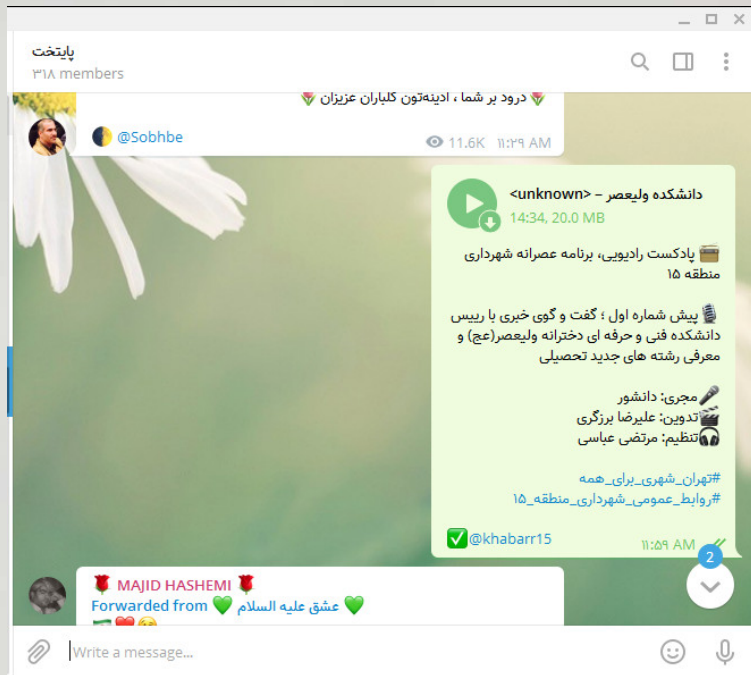 پایتخت
۳۱۸ members
درود بر شما ، آدینه‌تون گلباران عزیزان
@Sobhbe
11.6K ۱۱:۲۹ AM
دانشکده ولیعصر – <unknown>
14:34, 20.0 MB
پادکست رادیویی، برنامه عصرانه شهرداری
منطقه ۱۵
پیش شماره اول ؛ گفت و گوی خبری با رییس
دانشکده فنی و حرفه ای دخترانه ولیعصر(عج) و
معرفی رشته های جدید تحصیلی
مجری: دانشور
تدوین: علیرضا برزگری
تنظیم: مرتضی عباسی
#تهران_شهری_برای_همه
#روابط_عمومی_شهرداری_منطقه_۱۵
@khabarr15
۱۱:۵۹ AM
2
MAJID HASHEMI
Forwarded from عشق علیه السلام
Write a message...